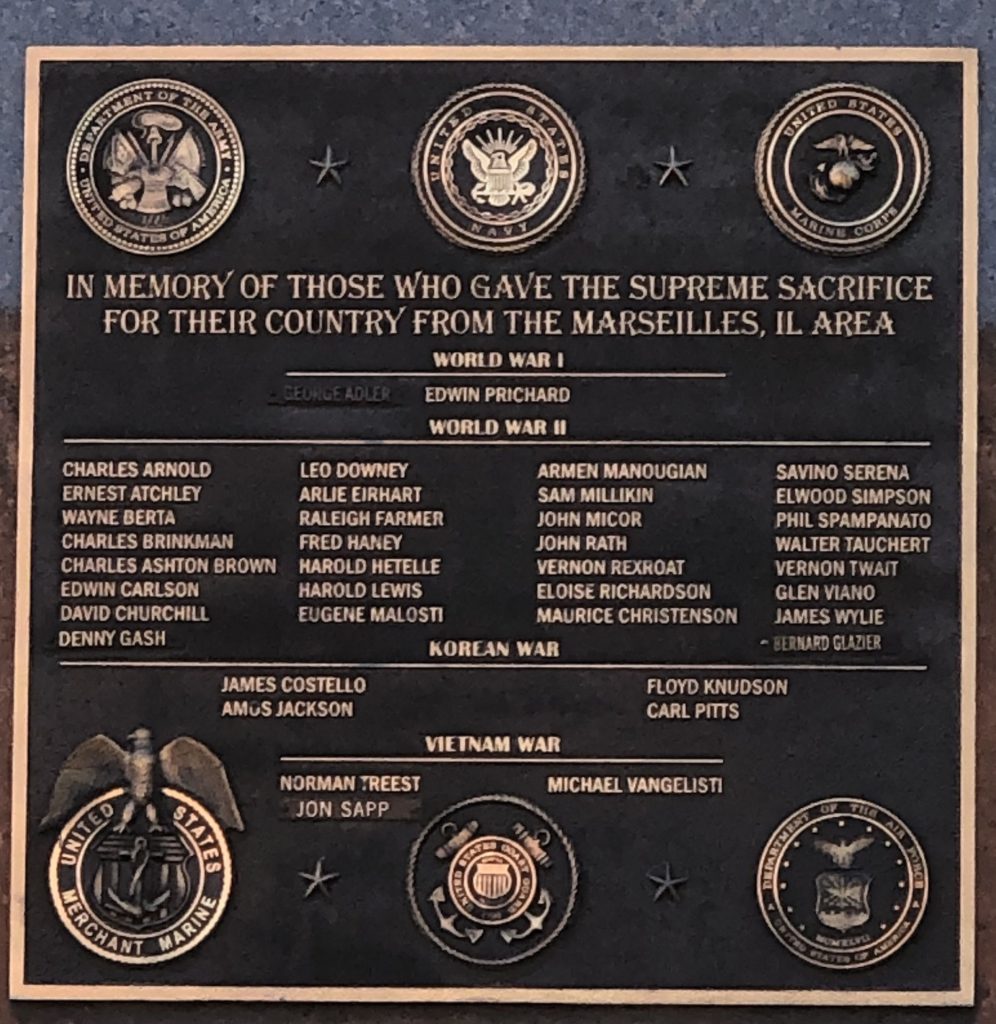 DEPARTMENT OF THE ARMY
UNITED STATES OF AMERICA
1775
UNITED STATES
NAVY
UNITED STATES
MARINE CORPS
IN MEMORY OF THOSE WHO GAVE THE SUPREME SACRIFICE
FOR THEIR COUNTRY FROM THE MARSEILLES, IL AREA
WORLD WAR I
GEORGE ADLER EDWIN PRICHARD
WORLD WAR II
CHARLES ARNOLD LEO DOWNEY ARMEN MANOUGIAN SAVINO SERENA
ERNEST ATCHLEY ARLIE EIRHART SAM MILLIKIN ELWOOD SIMPSON
WAYNE BERTA RALEIGH FARMER JOHN MICOR PHIL SPAMPANATO
CHARLES BRINKMAN FRED HANEY JOHN RATH WALTER TAUCHERT
CHARLES ASHTON BROWN HAROLD HETELLE VERNON REXROAT VERNON TWAIT
EDWIN CARLSON HAROLD LEWIS ELOISE RICHARDSON GLEN VIANO
DAVID CHURCHILL EUGENE MALOSTI MAURICE CHRISTENSON JAMES WYLIE
DENNY GASH BERNARD GLAZIER
KOREAN WAR
JAMES COSTELLO FLOYD KNUDSON
AMOS JACKSON CARL PITTS
VIETNAM WAR
NORMAN TREEST MICHAEL VANGELISTI
JON SAPP
UNITED STATES
MERCHANT MARINE
UNITED STATES COAST GUARD
1790
DEPARTMENT OF THE AIR FORCE
MCMXLVII
UNITED STATES OF AMERICA